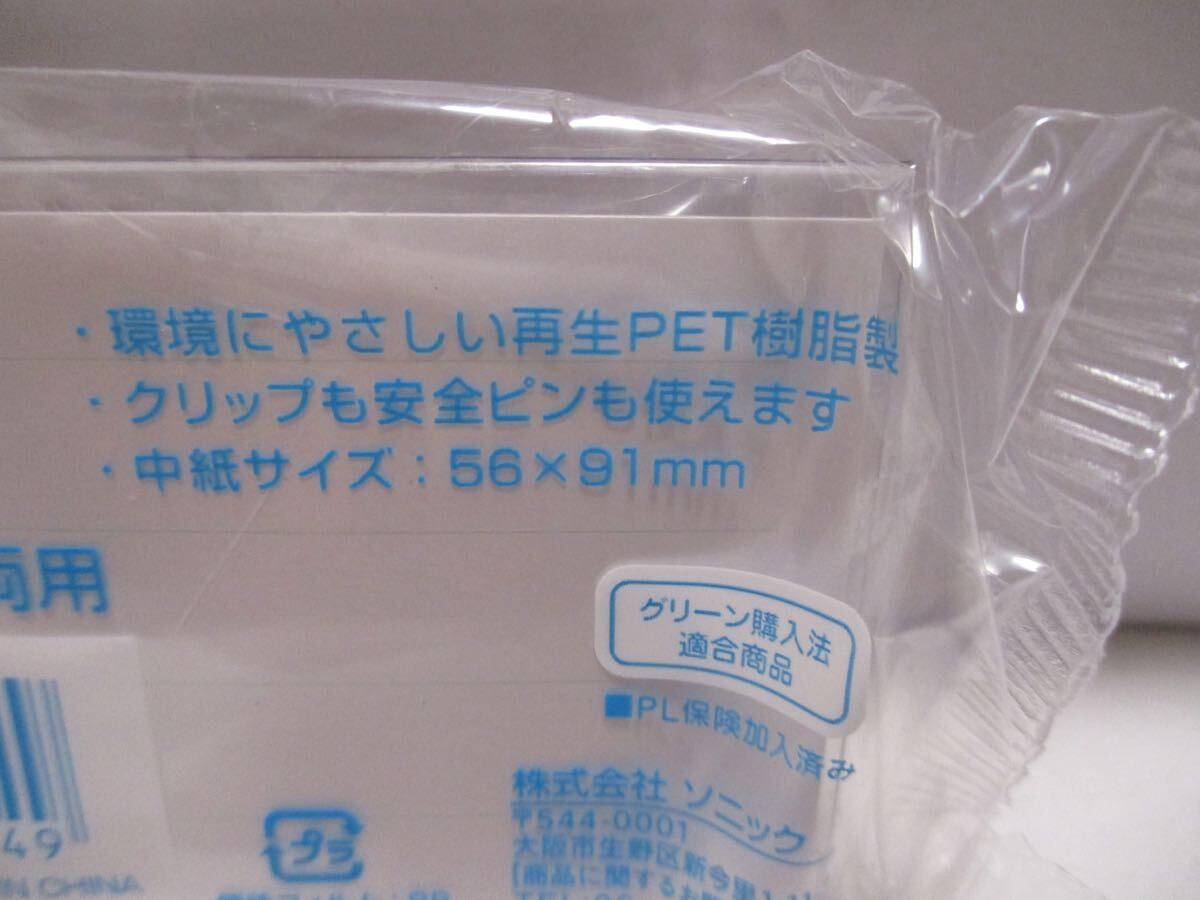 ・環境にやさしい再生PET樹脂製
・クリップも安全ピンも使えます
・中紙サイズ：56×91mm
両用
グリーン購入法
適合商品
■PL保険加入済み
株式会社 ソニック
〒544-0001
大阪市生野区新今里
49
IN CHINA
プラ